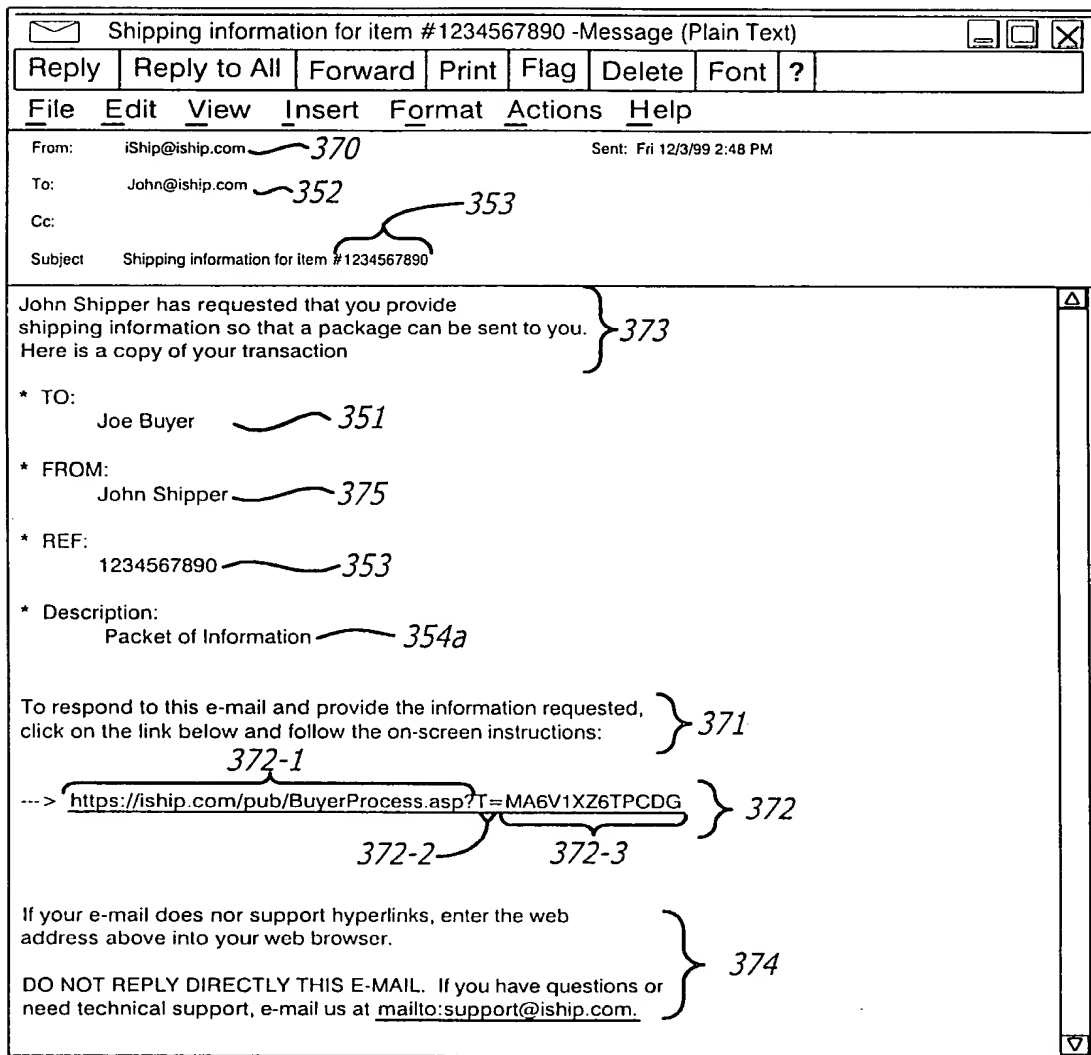 Shipping information for item #1234567890 -Message (Plain Text)
Reply Reply to All Forward Print Flag Delete Font ?
File Edit View Insert Format Actions Help
From: iShip@iship.com 370 Sent: Fri 12/3/99 2:48 PM
To: John@iship.com 352
353
Cc:
Subject Shipping information for item #1234567890
John Shipper has requested that you provide
shipping information so that a package can be sent to you.
Here is a copy of your transaction
373
* TO:
Joe Buyer 351
* FROM:
John Shipper 375
* REF:
1234567890 353
* Description:
Packet of Information 354a
To respond to this e-mail and provide the information requested,
click on the link below and follow the on-screen instructions:
371
372-1
---> https://iship.com/pub/BuyerProcess.asp?T=MA6V1XZ6TPCDG 372
372-2 372-3
If your e-mail does nor support hyperlinks, enter the web
address above into your web browser.
374
DO NOT REPLY DIRECTLY THIS E-MAIL. If you have questions or
need technical support, e-mail us at mailto:support@iship.com.